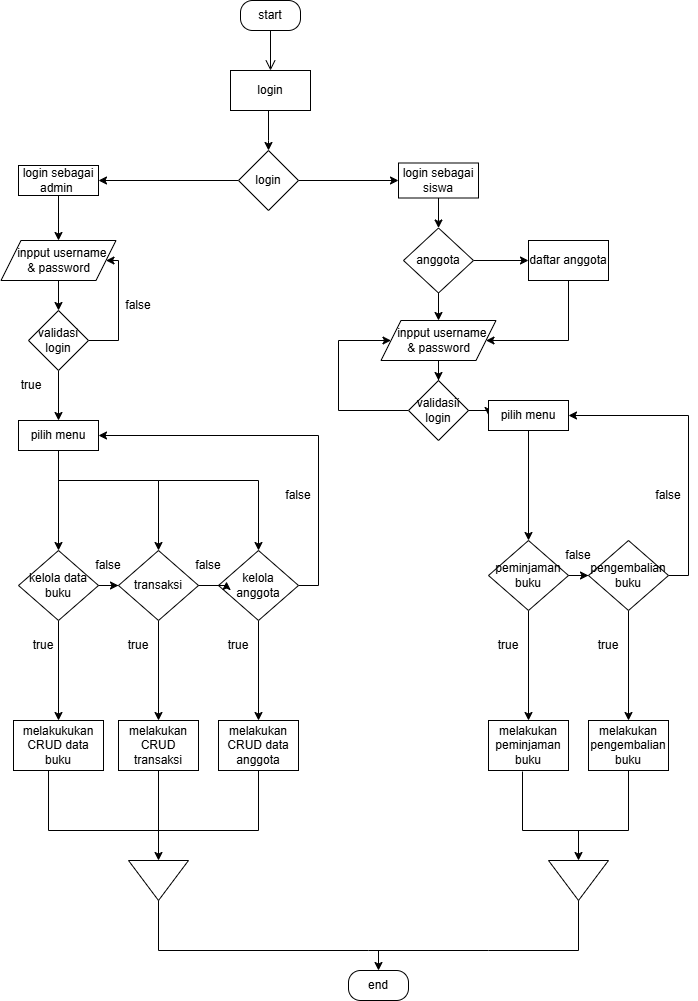 start
login
login
login sebagai
admin
login sebagai
siswa
inpput username
& password
false
anggota
daftar anggota
validasi
login
inpput username
& password
true
validasii
login
pilih menu
pilih menu
false
false
kelola data
buku
false
transaksi
false
kelola
anggota
peminjaman
buku
false
pengembalian
buku
true
true
true
true
true
melakukukan
CRUD data
buku
melakukan
CRUD
transaksi
melakukan
CRUD data
anggota
melakukan
peminjaman
buku
melakukan
pengembalian
buku
end